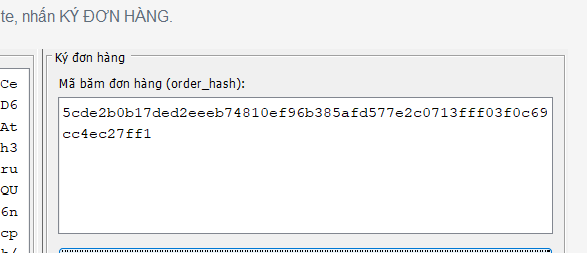 te, nhấn KÝ ĐƠN HÀNG.
Ký đơn hàng
Mã băm đơn hàng (order_hash):
5cde2b0b17ded2eeeb74810ef96b385afd577e2c0713fff03f0c69
cc4ec27ff1
Ce
D6
At
h3
ru
QU
6n
cp